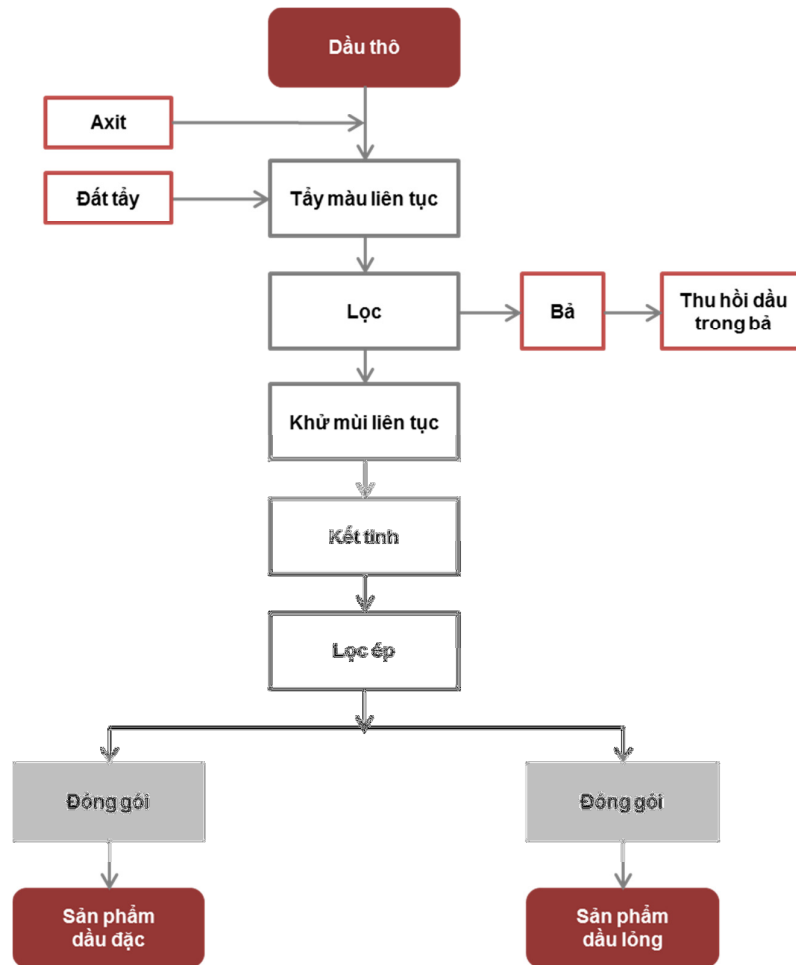 Dầu thô
Axit
Đất tẩy
Tẩy màu liên tục
Lọc
Bả
Thu hồi dầu
trong bả
Khử mùi liên tục
Kết tinh
Lọc ép
Đóng gói
Đóng gói
Sản phẩm
dầu đặc
Sản phẩm
dầu lỏng